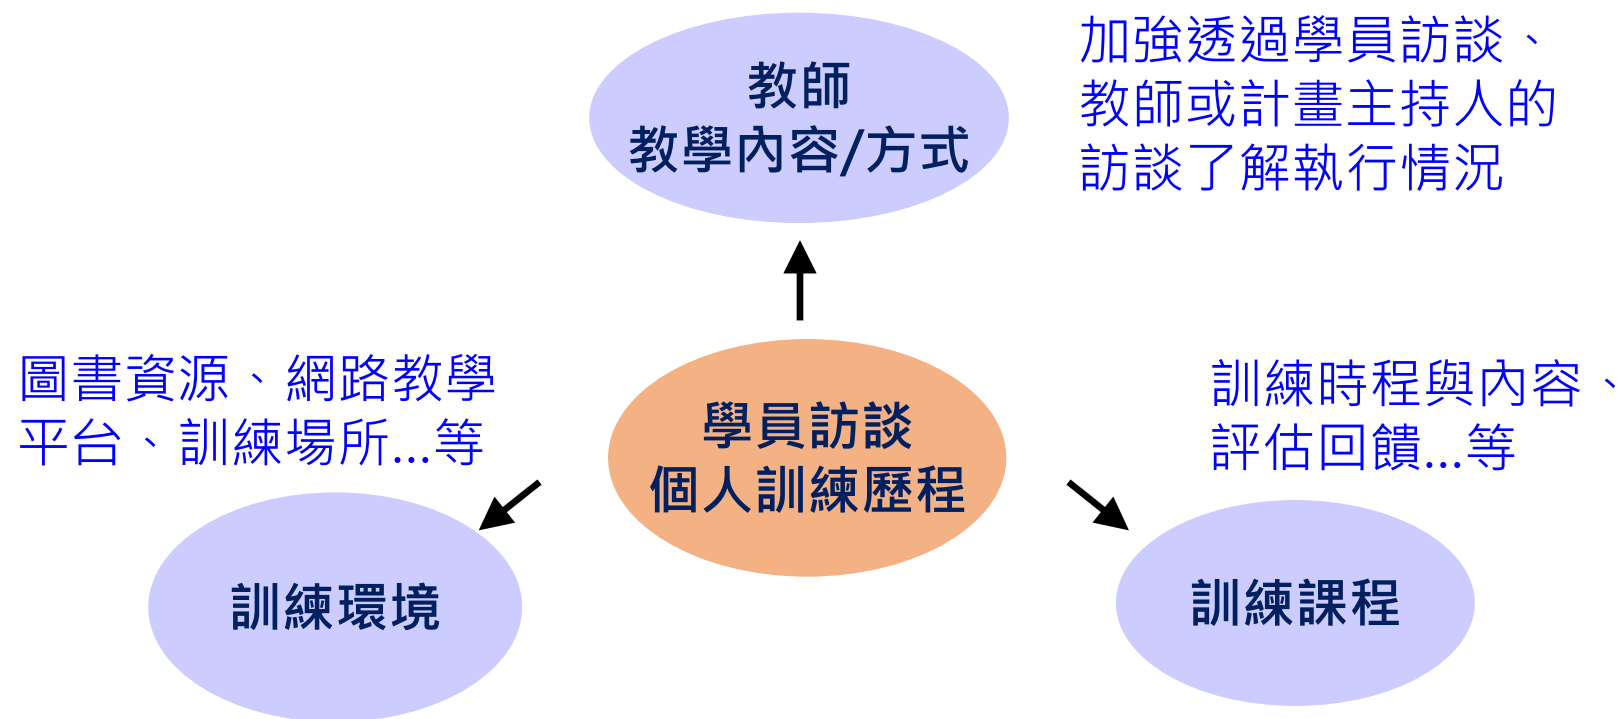 教師
教學內容/方式
加強透過學員訪談、
教師或計畫主持人的
訪談了解執行情況
圖書資源、網路教學
平台、訓練場所...等
學員訪談
個人訓練歷程
訓練時程與內容、
評估回饋...等
訓練環境
訓練課程